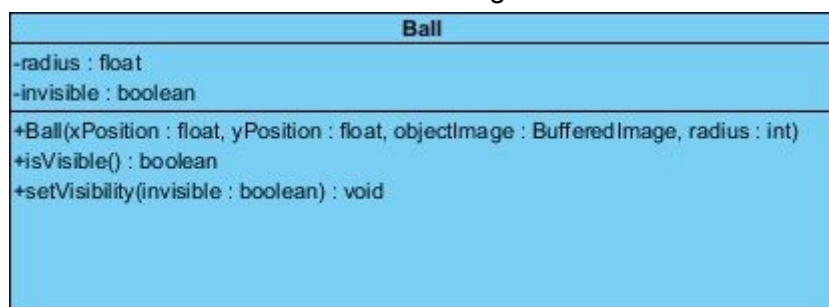 Ball
-radius : float
-invisible : boolean
+Ball(xPosition : float, yPosition : float, objectImage : BufferedImage, radius : int)
+isVisible() : boolean
+setVisibility(invisible : boolean) : void